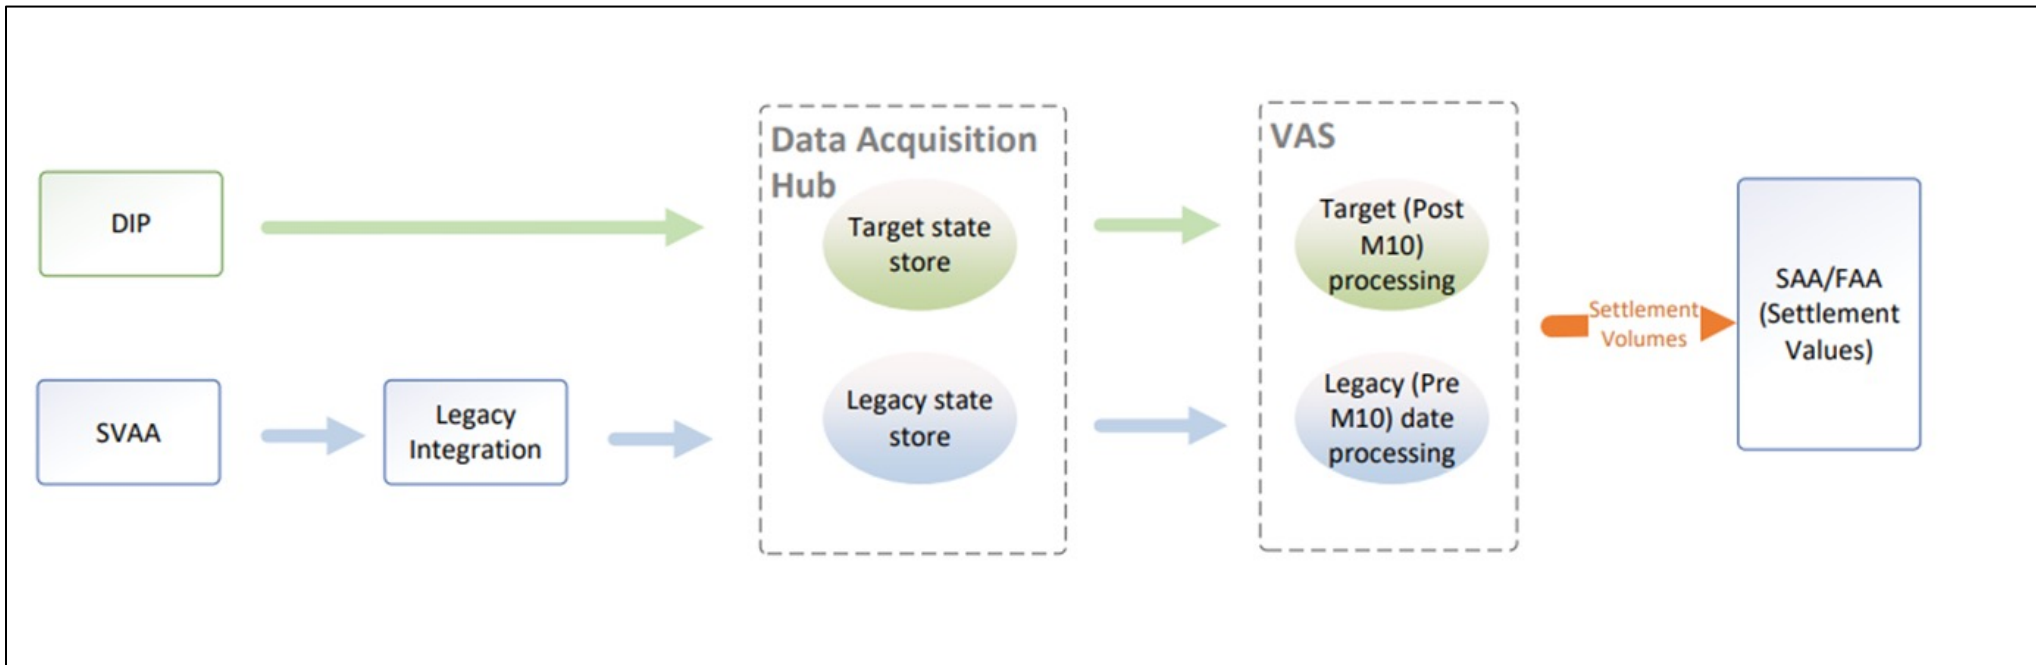 DIP
SVAA
Legacy
Integration
Data Acquisition
Hub
Target state
store
Legacy state
store
VAS
Target (Post
M10)
processing
Legacy (Pre
M10) date
processing
Settlement
Volumes
SAA/FAA
(Settlement
Values)